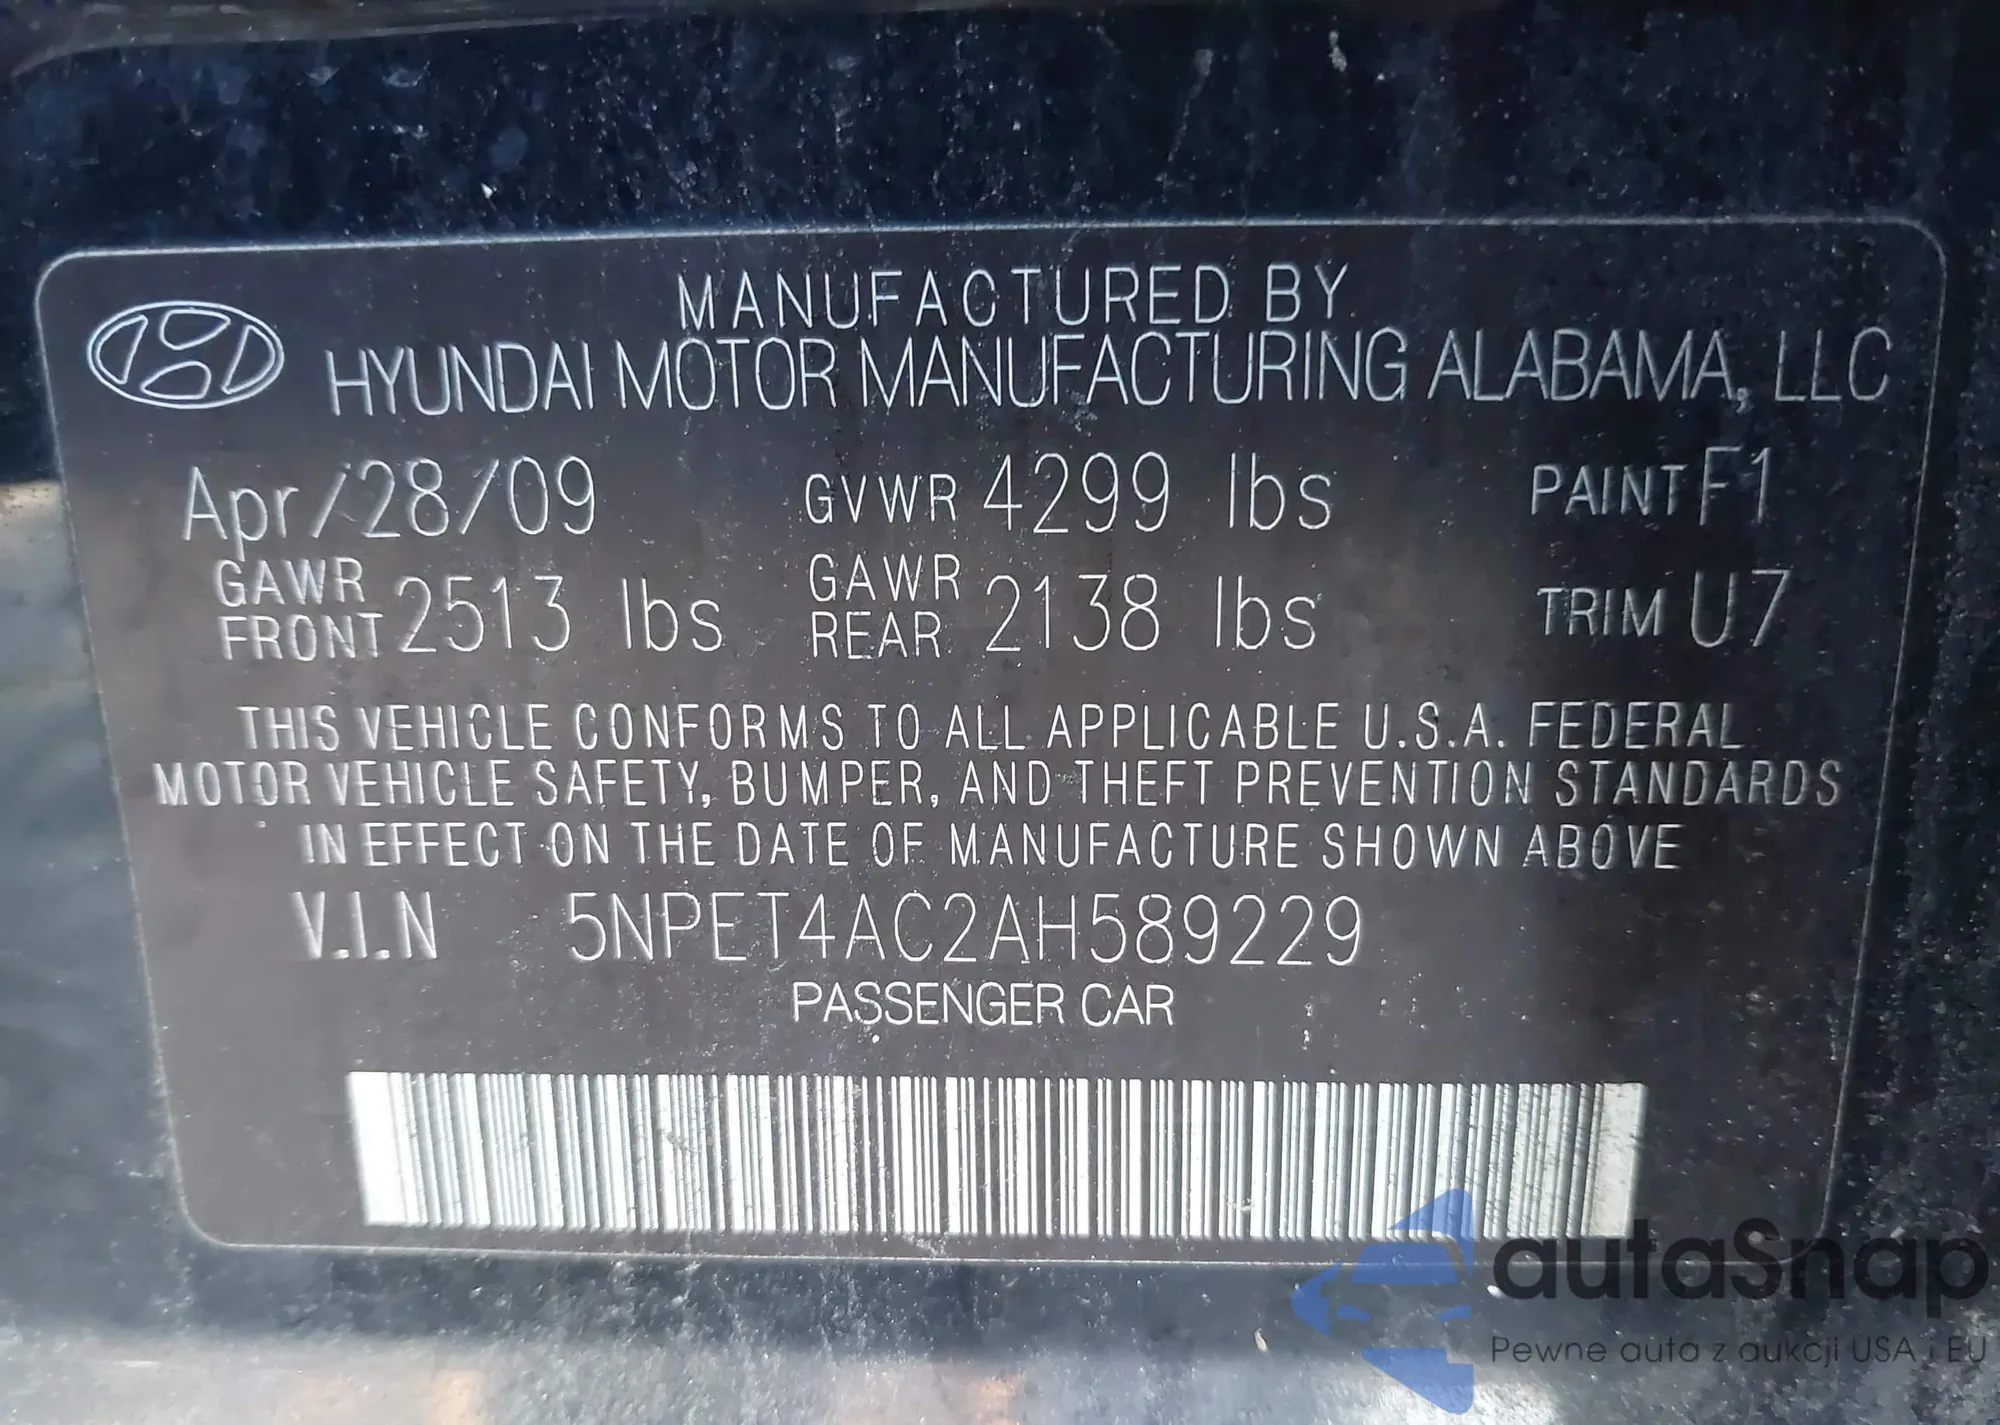 MANUFACTURED BY
HYUNDAI MOTOR MANUFACTURING ALABAMA, LLC
Apr/28/09 GVWR 4299 lbs PAINT F1
GAWR FRONT 2513 lbs GAWR REAR 2138 lbs TRIM U7
THIS VEHICLE CONFORMS TO ALL APPLICABLE U.S.A. FEDERAL
MOTOR VEHICLE SAFETY, BUMPER, AND THEFT PREVENTION STANDARDS
IN EFFECT ON THE DATE OF MANUFACTURE SHOWN ABOVE
V.I.N 5NPET4AC2AH589229
PASSENGER CAR
autaSnap
Pewne auta z aukcji USA i EU